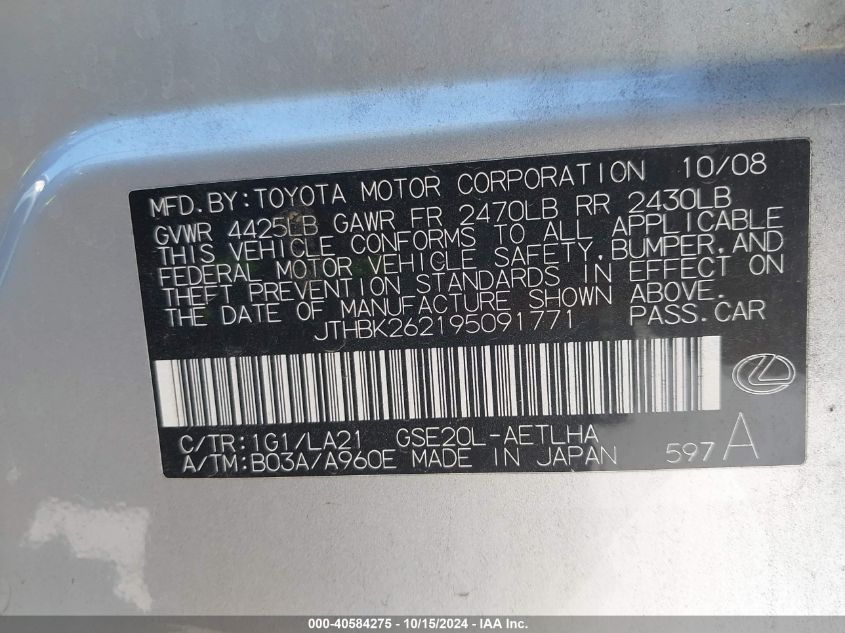 MFD. BY: TOYOTA MOTOR CORPORATION 10/08
GVWR 4425LB GAWR FR 2470LB RR 2430LB
THIS VEHICLE CONFORMS TO ALL APPLICABLE
FEDERAL MOTOR VEHICLE SAFETY, BUMPER, AND
THEFT PREVENTION STANDARDS IN EFFECT ON
THE DATE OF MANUFACTURE SHOWN ABOVE.
JTHBK262195091771 PASS. CAR
C/TR: 1G1/LA21 GSE20L-AETLHA
A/TM: B03A/A960E MADE IN JAPAN 597 A
000-40584275 - 10/15/2024 - IAA Inc.